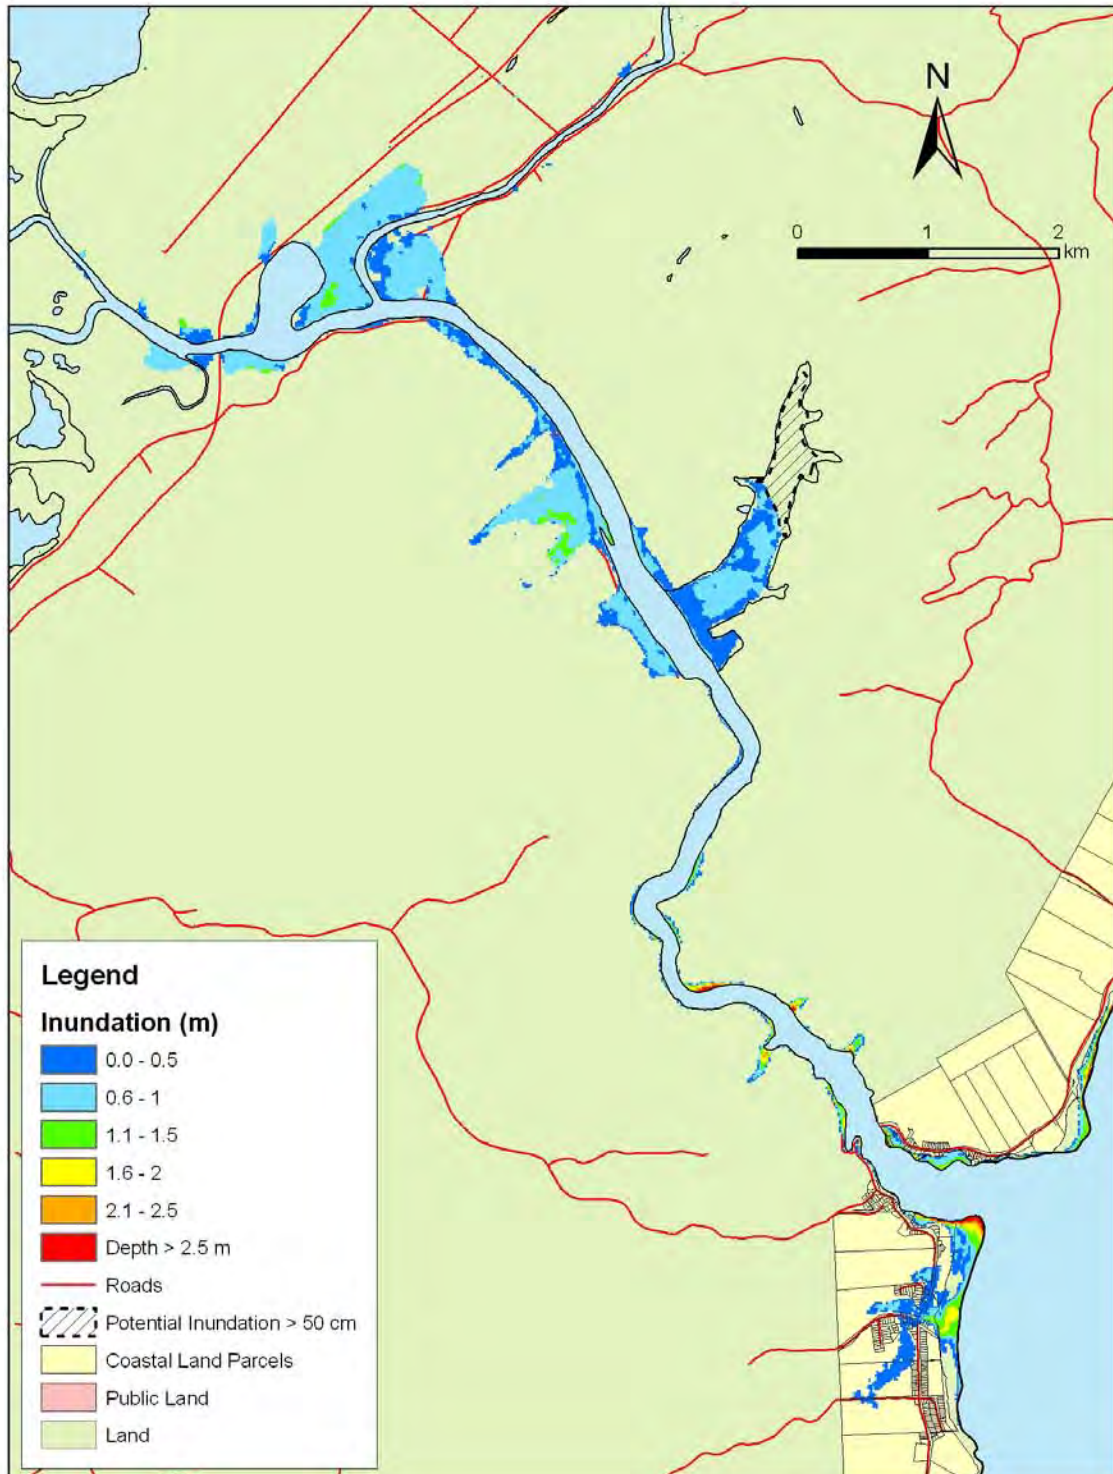 N
0 1 2
km
Legend
Inundation (m)
0.0 - 0.5
0.6 - 1
1.1 - 1.5
1.6 - 2
2.1 - 2.5
Depth > 2.5 m
Roads
Potential Inundation > 50 cm
Coastal Land Parcels
Public Land
Land